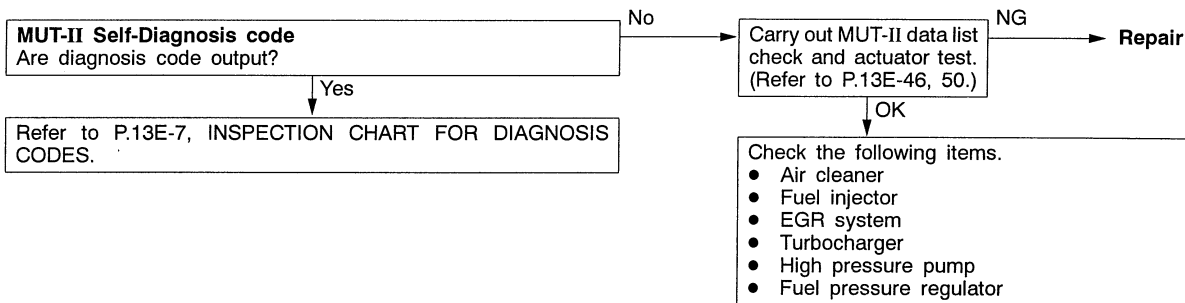 MUT-II Self-Diagnosis code
Are diagnosis code output?
No
Carry out MUT-II data list
check and actuator test.
(Refer to P.13E-46, 50.)
NG
Repair
Yes
OK
Refer to P.13E-7, INSPECTION CHART FOR DIAGNOSIS
CODES.
Check the following items.
● Air cleaner
● Fuel injector
● EGR system
● Turbocharger
● High pressure pump
● Fuel pressure regulator